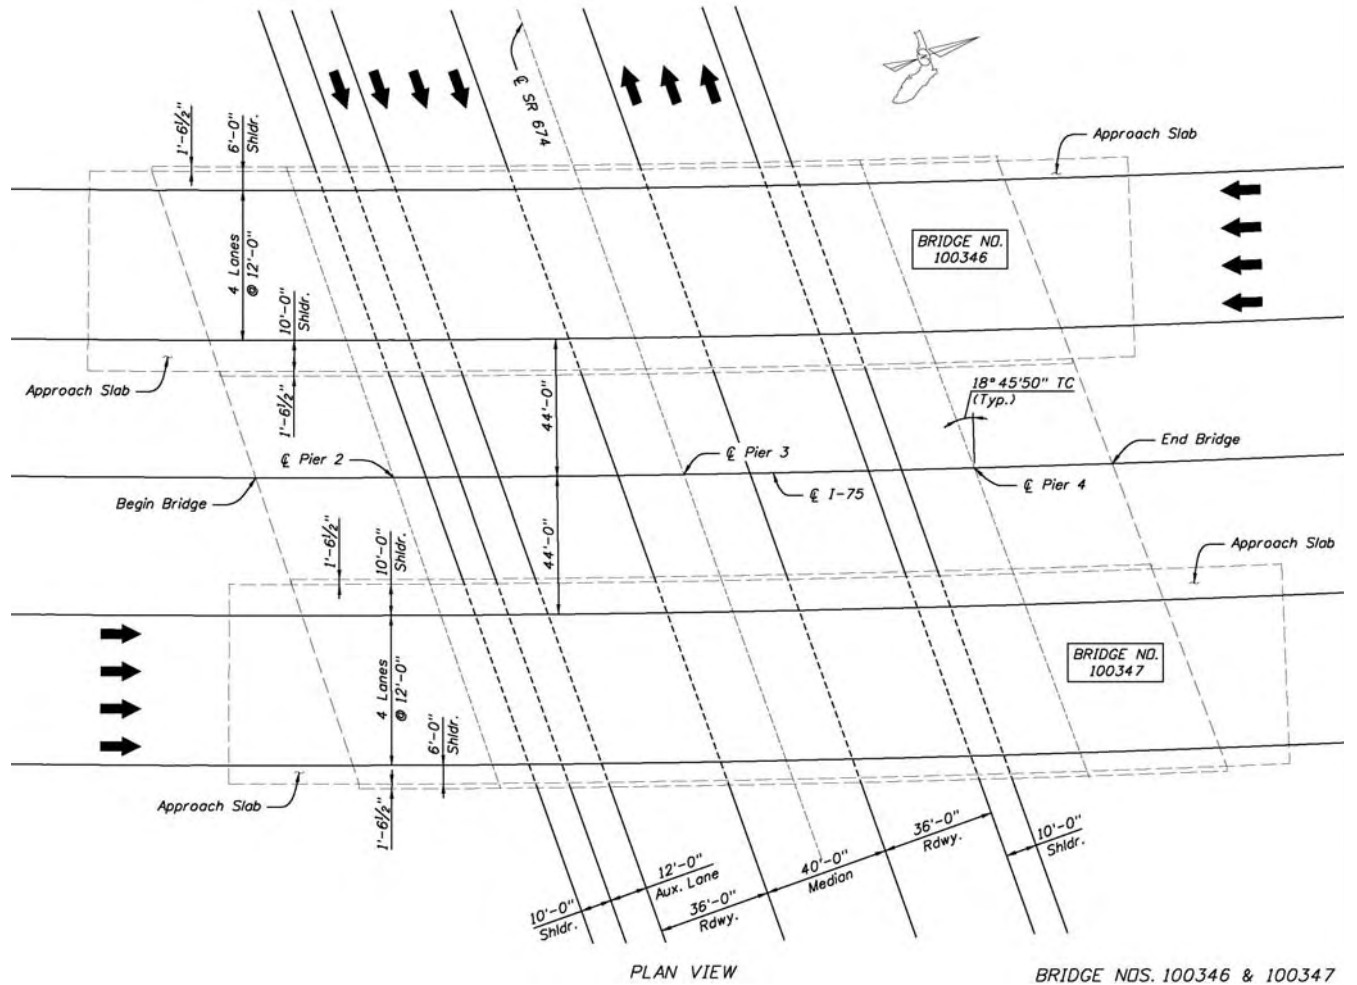 ℄ SR 674
1'-6½"
6'-0"
Shldr.
Approach Slab
4 Lanes
@ 12'-0"
BRIDGE NO.
100346
10'-0"
Shldr.
Approach Slab
1'-6½"
44'-0"
18° 45'50" TC
(Typ.)
℄ Pier 2
℄ Pier 3
End Bridge
Begin Bridge
℄ I-75
℄ Pier 4
1'-6½"
10'-0"
Shldr.
44'-0"
Approach Slab
4 Lanes
@ 12'-0"
BRIDGE NO.
100347
6'-0"
Shldr.
Approach Slab
1'-6½"
10'-0"
Shldr.
12'-0"
Aux. Lane
36'-0"
Rdwy.
40'-0"
Median
36'-0"
Rdwy.
10'-0"
Shldr.
PLAN VIEW
BRIDGE NOS. 100346 & 100347